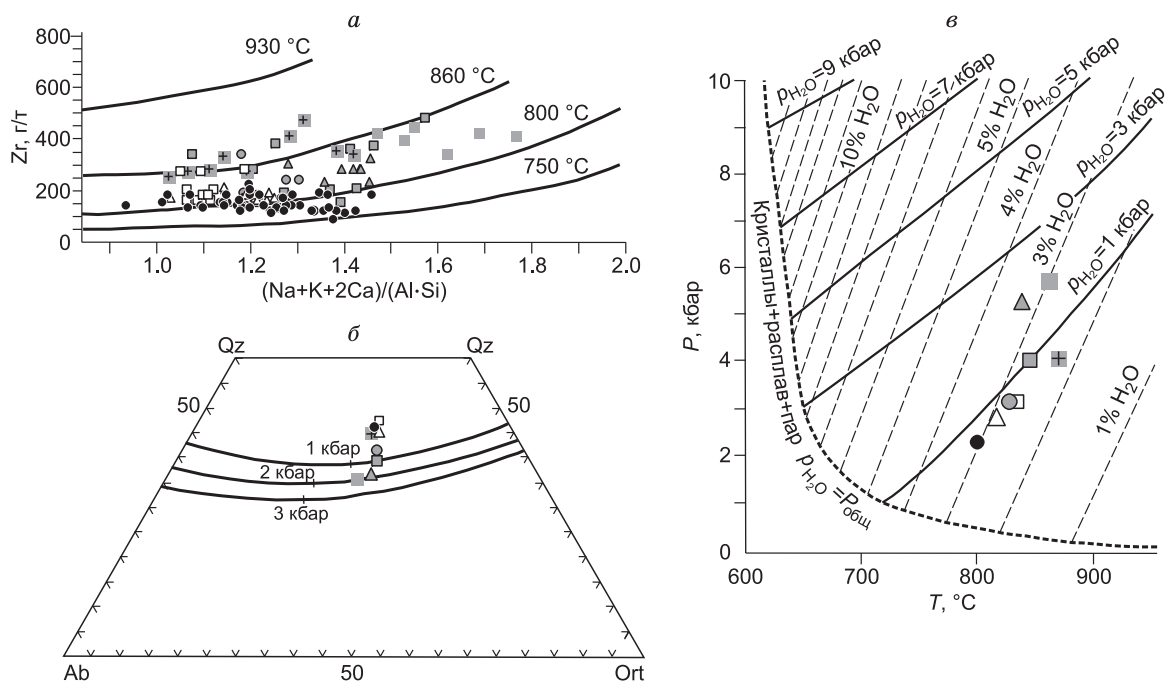 а
Zr, г/т
800
600
400
200
0
930 °C
860 °C
800 °C
750 °C
1.0
1.2
1.4
1.6
1.8
2.0
(Na+K+2Ca)/(Al·Si)
б
Qz
Qz
50
50
1 кбар
2 кбар
3 кбар
Ab
50
Ort
в
P, кбар
10
8
6
4
2
0
pH₂O=9 кбар
pH₂O=7 кбар
pH₂O=5 кбар
pH₂O=3 кбар
pH₂O=1 кбар
10% H₂O
5% H₂O
4% H₂O
3% H₂O
1% H₂O
Кристаллы+расплав+пар
pH₂O=Pобщ
600
700
800
900
T, °C